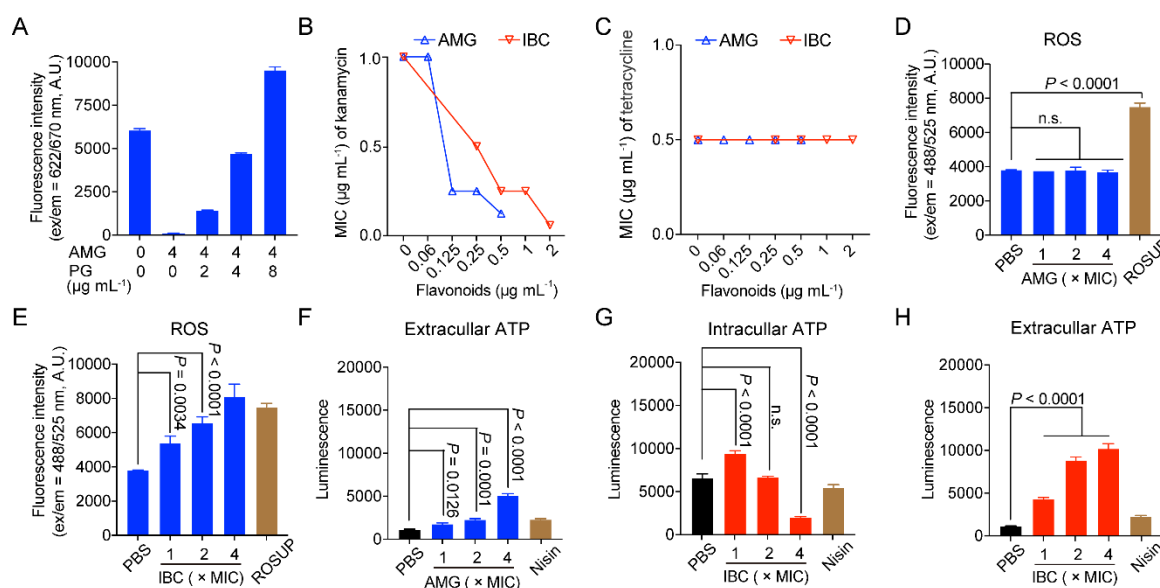 A
Fluorescence intensity
(ex/em = 622/670 nm, A.U.)
10000
7500
5000
2500
0
AMG 0 4 4 4 4
PG 0 0 2 4 8
(µg mL⁻¹)
B
AMG IBC
MIC (µg mL⁻¹) of kanamycin
1.0
0.5
0.0
0 0.06 0.125 0.25 0.5 1 2
Flavonoids (µg mL⁻¹)
C
AMG IBC
MIC (µg mL⁻¹) of tetracycline
1.0
0.5
0.0
0 0.06 0.125 0.25 0.5 1 2
Flavonoids (µg mL⁻¹)
D
ROS
Fluorescence intensity
(ex/em = 488/525 nm, A.U.)
10000
8000
6000
4000
2000
0
P < 0.0001
n.s.
PBS 1 2 4 ROSUP
AMG ( × MIC)
E
ROS
Fluorescence intensity
(ex/em = 488/525 nm, A.U.)
10000
8000
6000
4000
2000
0
P = 0.0034
P < 0.0001
PBS 1 2 4 ROSUP
IBC ( × MIC)
F
Extracullar ATP
Luminescence
20000
15000
10000
5000
0
P = 0.0126
P = 0.0001
P < 0.0001
PBS 1 2 4 Nisin
AMG ( × MIC)
G
Intracullar ATP
Luminescence
20000
15000
10000
5000
0
P < 0.0001
n.s.
P < 0.0001
PBS 1 2 4 Nisin
IBC ( × MIC)
H
Extracullar ATP
Luminescence
20000
15000
10000
5000
0
P < 0.0001
PBS 1 2 4 Nisin
IBC ( × MIC)